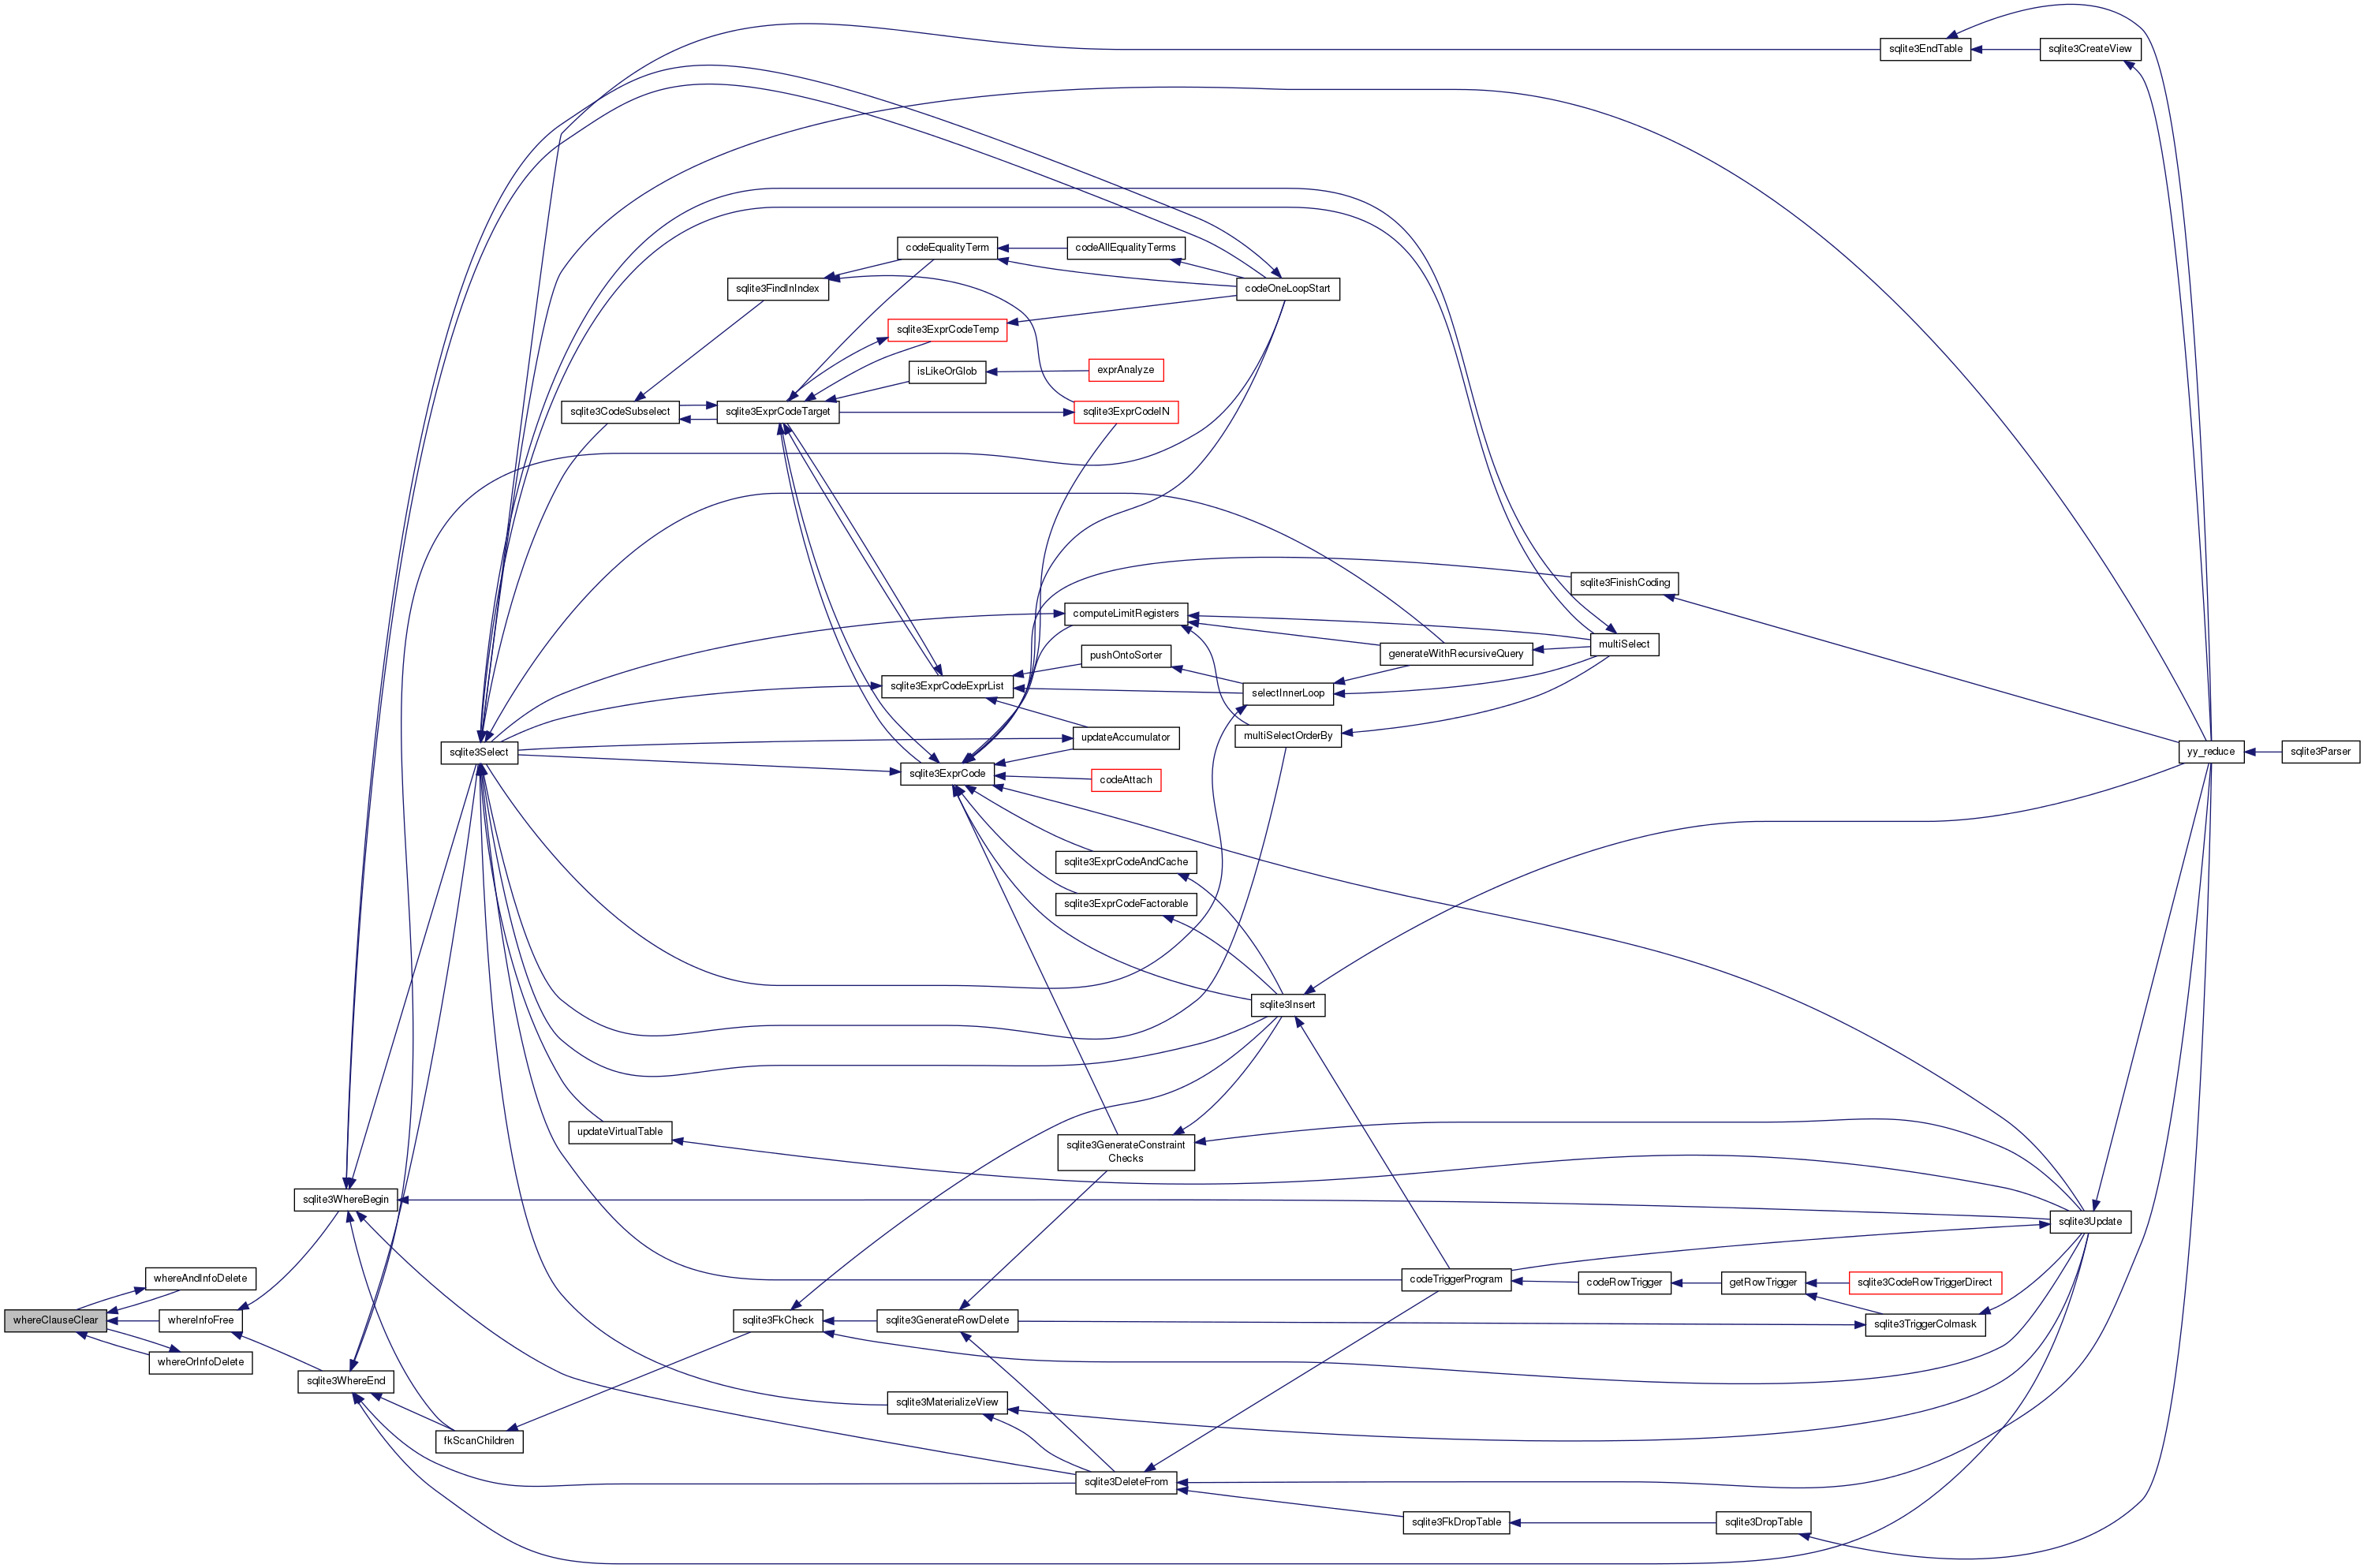 sqlite3EndTable
sqlite3CreateView
codeEqualityTerm
codeAllEqualityTerms
sqlite3FindInIndex
codeOneLoopStart
sqlite3ExprCodeTemp
isLikeOrGlob
exprAnalyze
sqlite3CodeSubselect
sqlite3ExprCodeTarget
sqlite3ExprCodeIN
sqlite3FinishCoding
computeLimitRegisters
multiSelect
generateWithRecursiveQuery
pushOntoSorter
sqlite3ExprCodeExprList
selectInnerLoop
multiSelectOrderBy
updateAccumulator
sqlite3Select
yy_reduce
sqlite3Parser
sqlite3ExprCode
codeAttach
sqlite3ExprCodeAndCache
sqlite3ExprCodeFactorable
sqlite3Insert
updateVirtualTable
sqlite3GenerateConstraint
Checks
sqlite3WhereBegin
sqlite3Update
whereAndInfoDelete
codeTriggerProgram
codeRowTrigger
getRowTrigger
sqlite3CodeRowTriggerDirect
whereClauseClear
whereInfoFree
sqlite3FkCheck
sqlite3GenerateRowDelete
sqlite3TriggerColmask
whereOrInfoDelete
sqlite3WhereEnd
sqlite3MaterializeView
fkScanChildren
sqlite3DeleteFrom
sqlite3FkDropTable
sqlite3DropTable